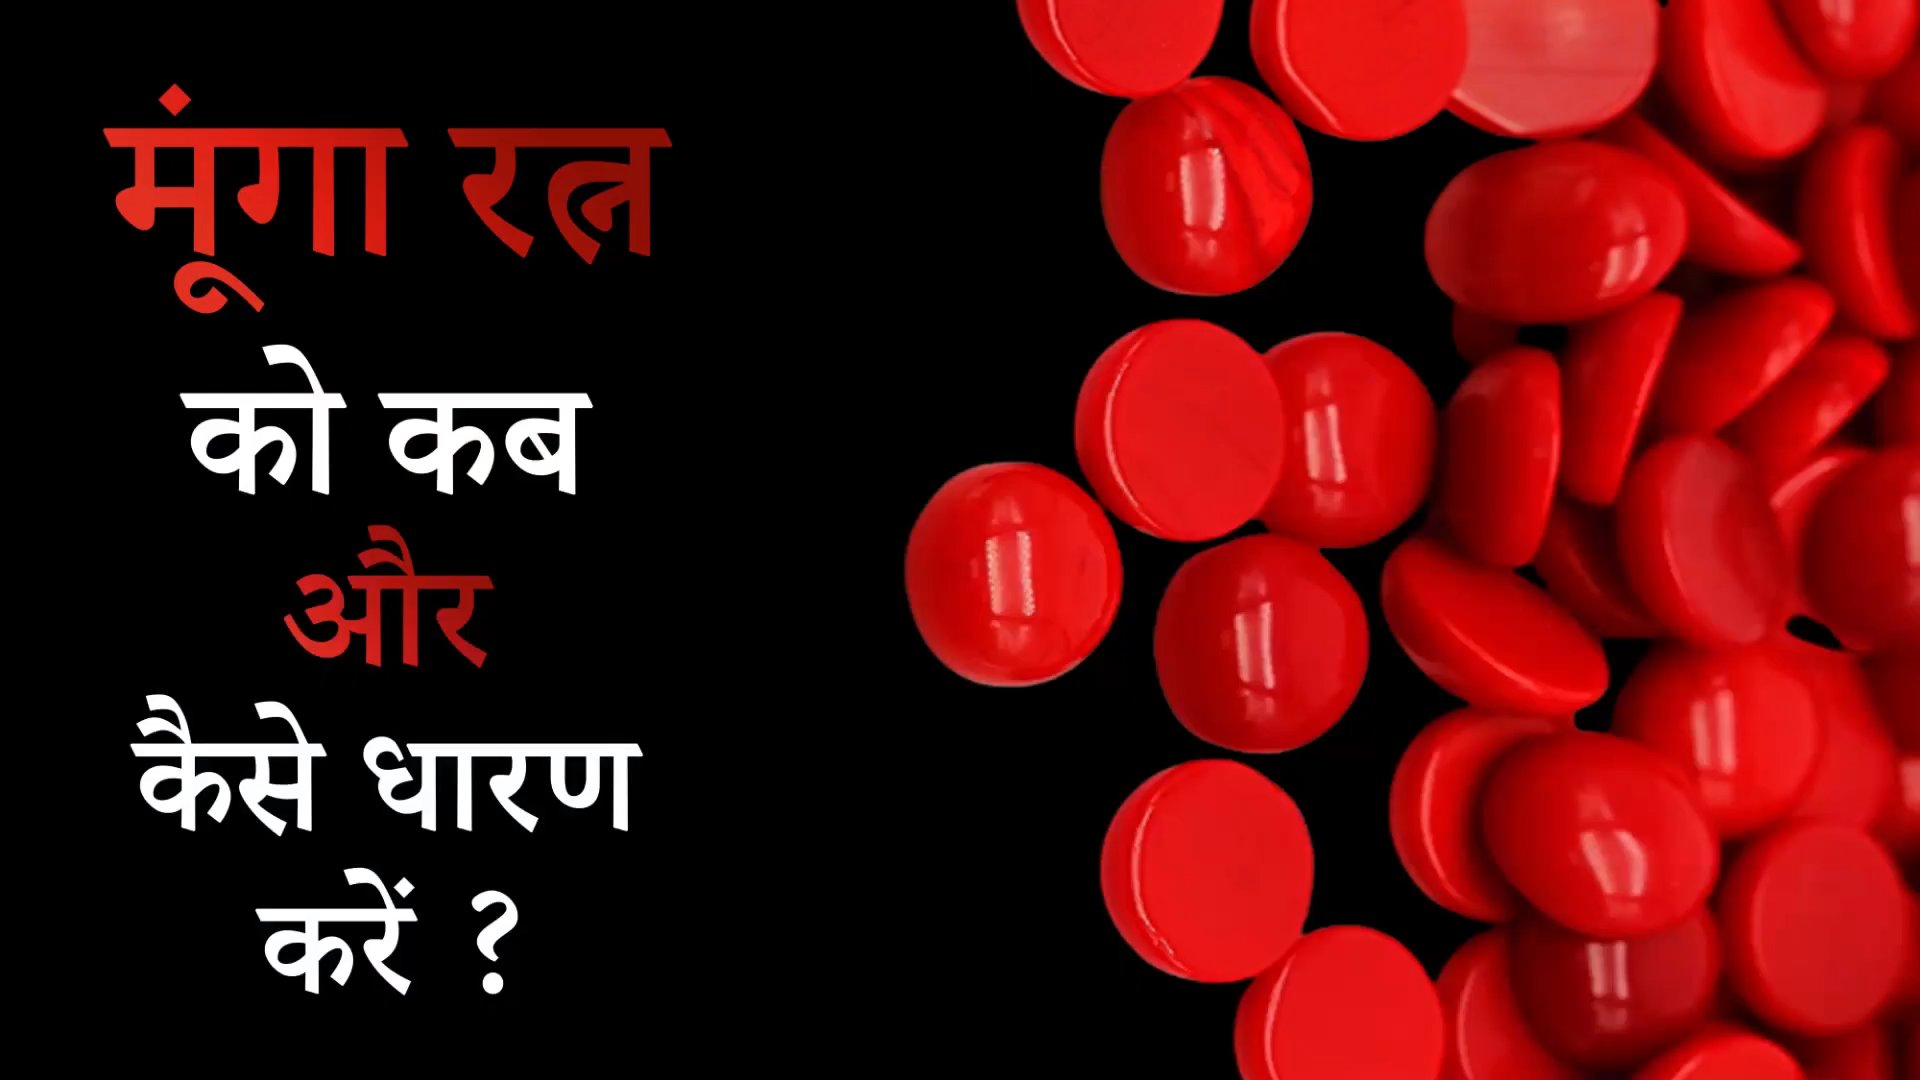 मूंगा रत्न
को कब
और
कैसे धारण
करें ?